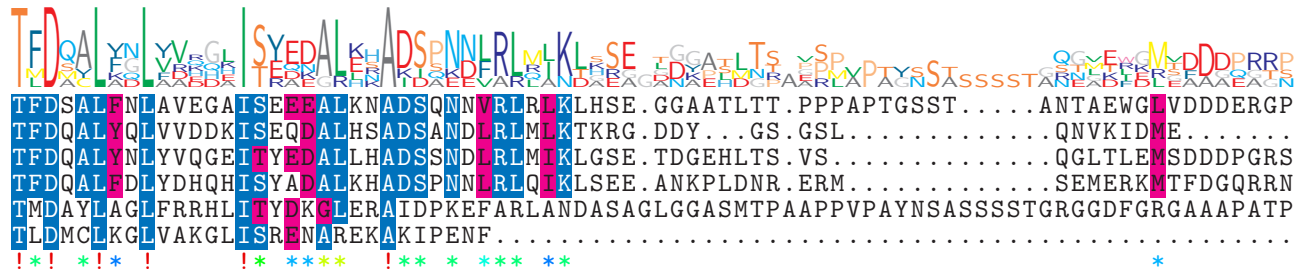 TFDSALFNLAVEGAISEEEALKNADSQNNVRLRLKLHSE.GGAATLTT.PPPAPTGSST.....ANTAEWGLVDDDERGP
TFDQALYQLVVDDKISEQDALHSADSANDLRLMLKTKRG.DDY...GS.GSL.............QNVKIDME.......
TFDQALYNLYVQGEITYEDALLHADSSNDLRLMIKLGSE.TDGEHLTS.VS..............QGLTLEMSDDDPGRS
TFDQALFDLYDHQHISYADALKHADSPNNLRLQIKLSEE.ANKPLDNR.ERM.............SEMERKMTFDGQRRN
TMDAYLAGLFRRHLITYDKGLERAIDPKEFARLANDASAGLGGASMTPAAPPVPAYNSASSSSTGRGGDFGRGAAAPATP
TLDMCLKGLVAKGLISRENAREKAKIPENF..................................................
!*! *!* !     !* ****  !** * *** **                                    *